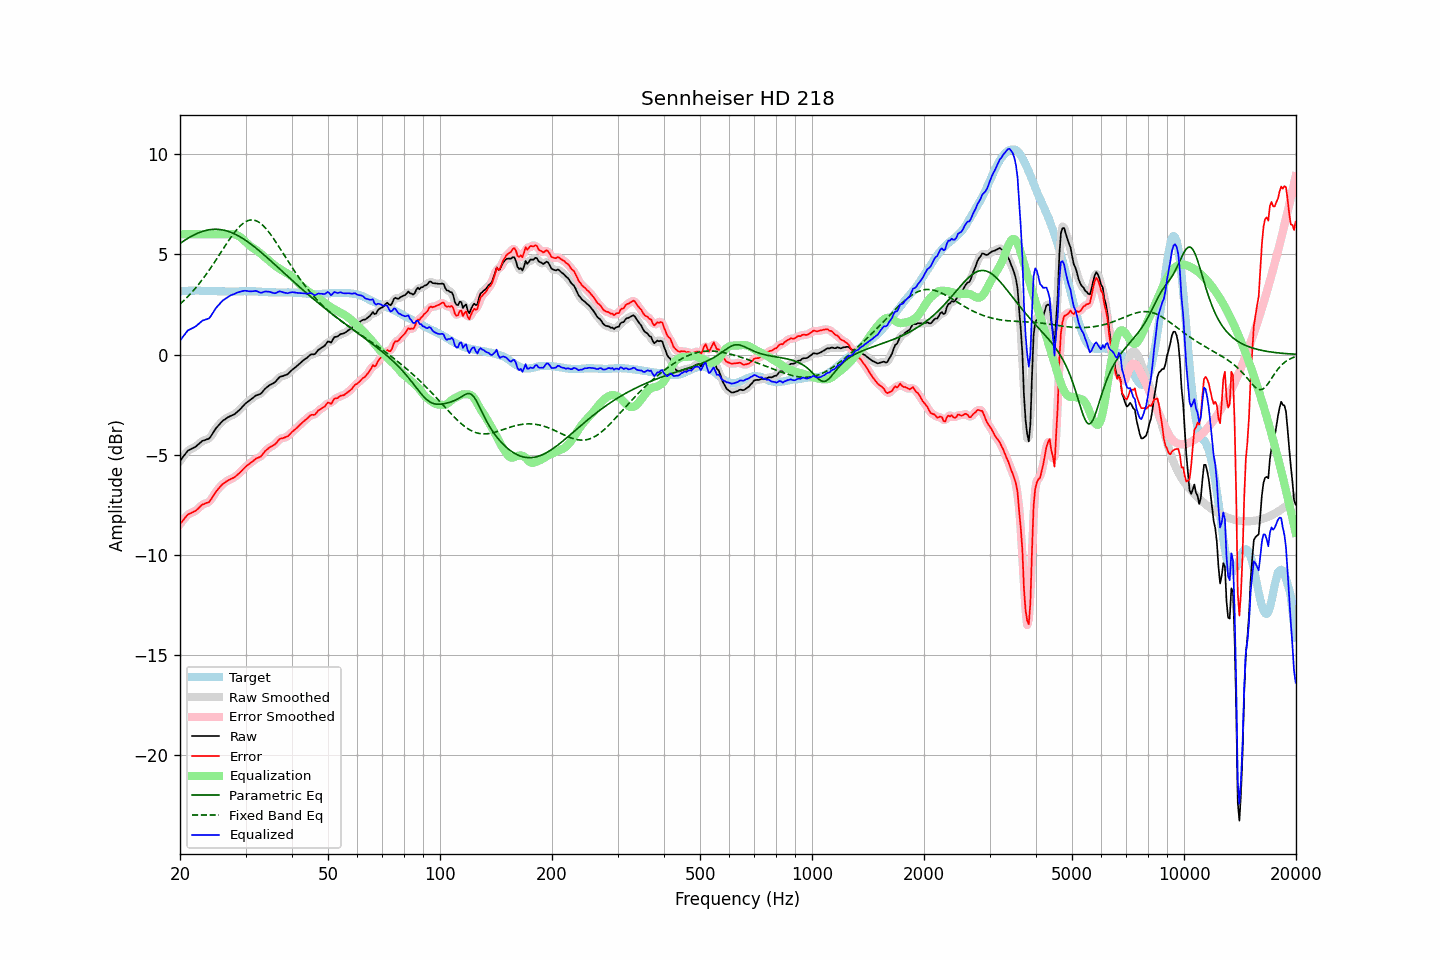 Sennheiser HD 218
Amplitude (dBr)
10
5
0
−5
−10
−15
−20
Target
Raw Smoothed
Error Smoothed
Raw
Error
Equalization
Parametric Eq
Fixed Band Eq
Equalized
20 50 100 200 500 1000 2000 5000 10000 20000
Frequency (Hz)